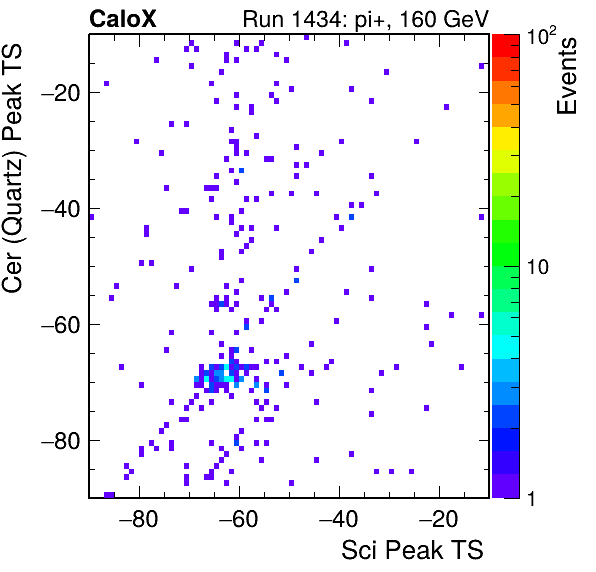 CaloX Run 1434: pi+, 160 GeV
Cer (Quartz) Peak TS
−20
−40
−60
−80
−80 −60 −40 −20
Sci Peak TS
10²
10
1
Events